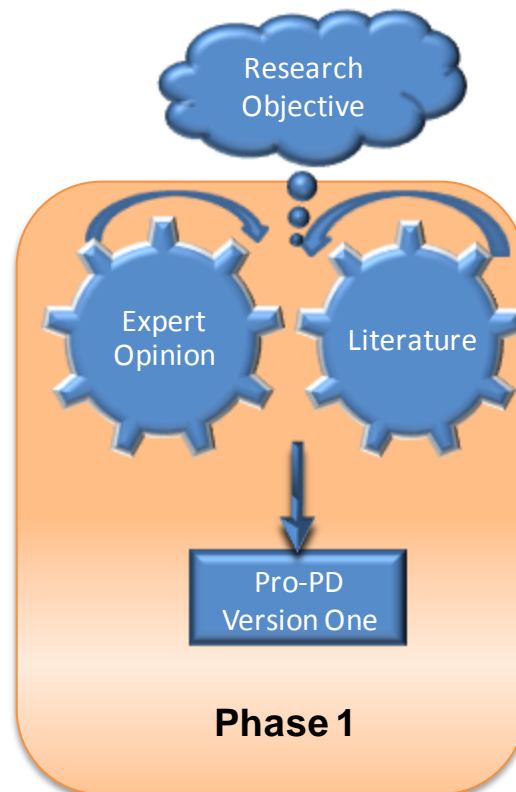 Research
Objective
Expert
Opinion
Literature
Pro-PD
Version One
Phase 1